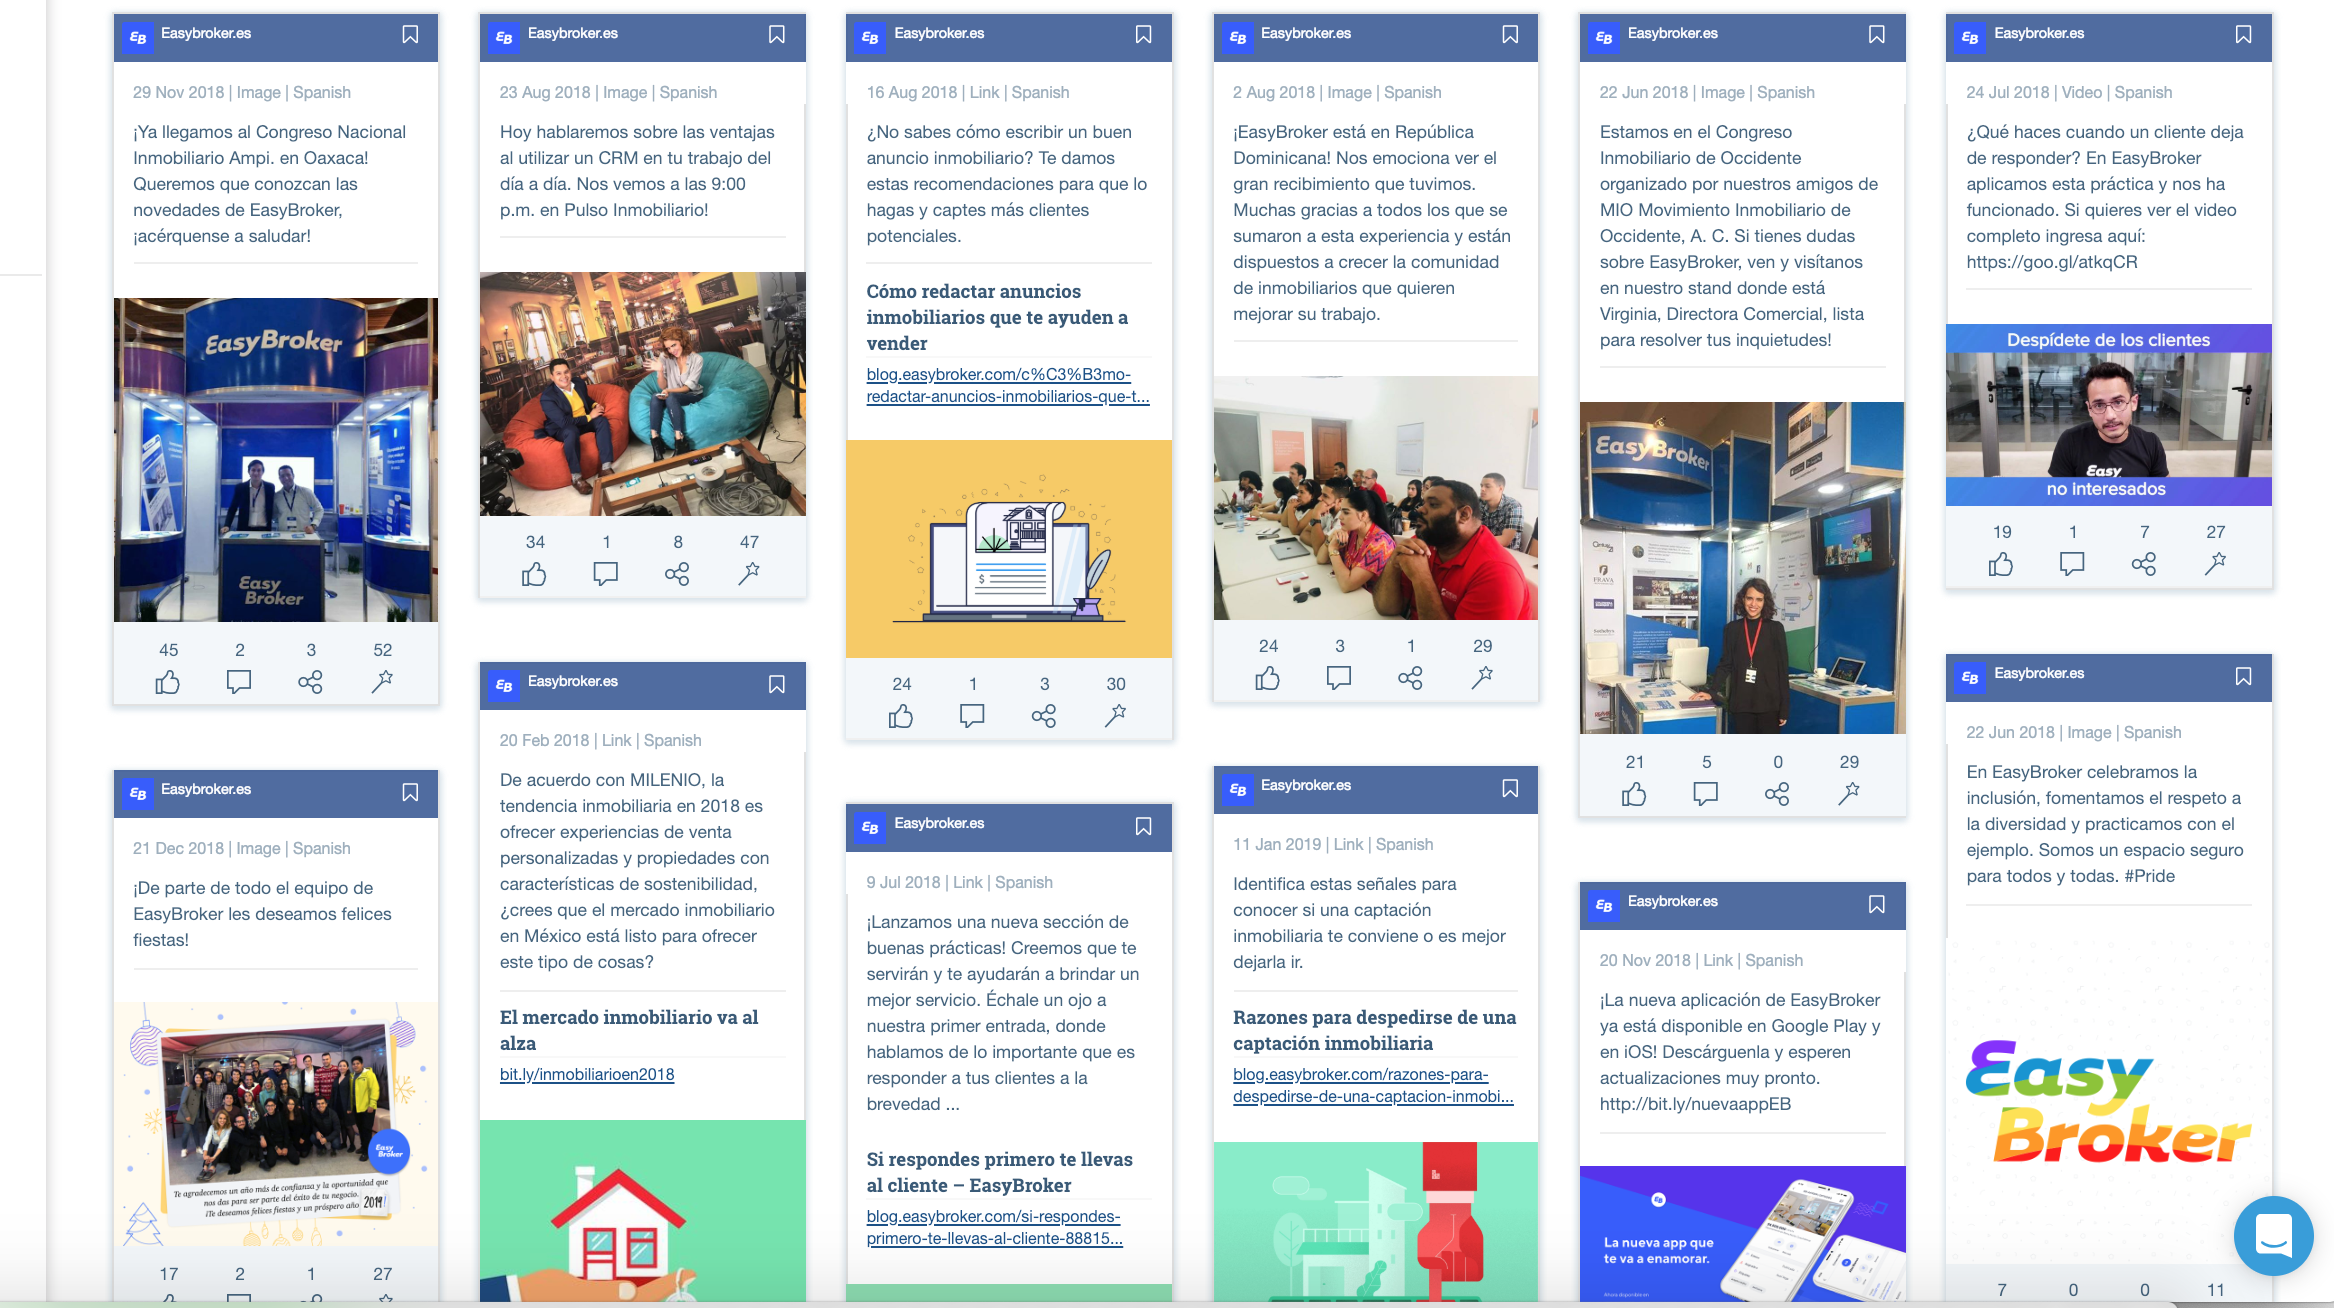 EB Easybroker.es
29 Nov 2018 | Image | Spanish
¡Ya llegamos al Congreso Nacional
Inmobiliario Ampi. en Oaxaca!
Queremos que conozcan las
novedades de EasyBroker,
¡acérquense a saludar!
EasyBroker
Easy
Broker
45 2 3 52
EB Easybroker.es
21 Dec 2018 | Image | Spanish
¡De parte de todo el equipo de
EasyBroker les deseamos felices
fiestas!
Easy
Broker
Te agradecemos un año más de confianza y la oportunidad que
nos das para ser parte del éxito de tu negocio.
¡Te deseamos felices fiestas y un próspero año 2019!
17 2 1 27
EB Easybroker.es
23 Aug 2018 | Image | Spanish
Hoy hablaremos sobre las ventajas
al utilizar un CRM en tu trabajo del
día a día. Nos vemos a las 9:00
p.m. en Pulso Inmobiliario!
34 1 8 47
EB Easybroker.es
20 Feb 2018 | Link | Spanish
De acuerdo con MILENIO, la
tendencia inmobiliaria en 2018 es
ofrecer experiencias de venta
personalizadas y propiedades con
características de sostenibilidad,
¿crees que el mercado inmobiliario
en México está listo para ofrecer
este tipo de cosas?
El mercado inmobiliario va al
alza
bit.ly/inmobiliarioen2018
EB Easybroker.es
16 Aug 2018 | Link | Spanish
¿No sabes cómo escribir un buen
anuncio inmobiliario? Te damos
estas recomendaciones para que lo
hagas y captes más clientes
potenciales.
Cómo redactar anuncios
inmobiliarios que te ayuden a
vender
blog.easybroker.com/c%C3%B3mo-
redactar-anuncios-inmobiliarios-que-t...
$
24 1 3 30
EB Easybroker.es
9 Jul 2018 | Link | Spanish
¡Lanzamos una nueva sección de
buenas prácticas! Creemos que te
servirán y te ayudarán a brindar un
mejor servicio. Échale un ojo a
nuestra primer entrada, donde
hablamos de lo importante que es
responder a tus clientes a la
brevedad ...
Si respondes primero te llevas
al cliente – EasyBroker
blog.easybroker.com/si-respondes-
primero-te-llevas-al-cliente-88815...
EB Easybroker.es
2 Aug 2018 | Image | Spanish
¡EasyBroker está en República
Dominicana! Nos emociona ver el
gran recibimiento que tuvimos.
Muchas gracias a todos los que se
sumaron a esta experiencia y están
dispuestos a crecer la comunidad
de inmobiliarios que quieren
mejorar su trabajo.
24 3 1 29
EB Easybroker.es
11 Jan 2019 | Link | Spanish
Identifica estas señales para
conocer si una captación
inmobiliaria te conviene o es mejor
dejarla ir.
Razones para despedirse de una
captación inmobiliaria
blog.easybroker.com/razones-para-
despedirse-de-una-captacion-inmobi...
EB Easybroker.es
22 Jun 2018 | Image | Spanish
Estamos en el Congreso
Inmobiliario de Occidente
organizado por nuestros amigos de
MIO Movimiento Inmobiliario de
Occidente, A. C. Si tienes dudas
sobre EasyBroker, ven y visítanos
en nuestro stand donde está
Virginia, Directora Comercial, lista
para resolver tus inquietudes!
EasyBroker
21 5 0 29
EB Easybroker.es
20 Nov 2018 | Link | Spanish
¡La nueva aplicación de EasyBroker
ya está disponible en Google Play y
en iOS! Descárguenla y esperen
actualizaciones muy pronto.
http://bit.ly/nuevaappEB
EB
La nueva app que
te va a enamorar.
EB Easybroker.es
24 Jul 2018 | Video | Spanish
¿Qué haces cuando un cliente deja
de responder? En EasyBroker
aplicamos esta práctica y nos ha
funcionado. Si quieres ver el video
completo ingresa aquí:
https://goo.gl/atkqCR
Despídete de los clientes
Easy
no interesados
19 1 7 27
EB Easybroker.es
22 Jun 2018 | Image | Spanish
En EasyBroker celebramos la
inclusión, fomentamos el respeto a
la diversidad y practicamos con el
ejemplo. Somos un espacio seguro
para todos y todas. #Pride
Easy
Broker
7 0 0 11